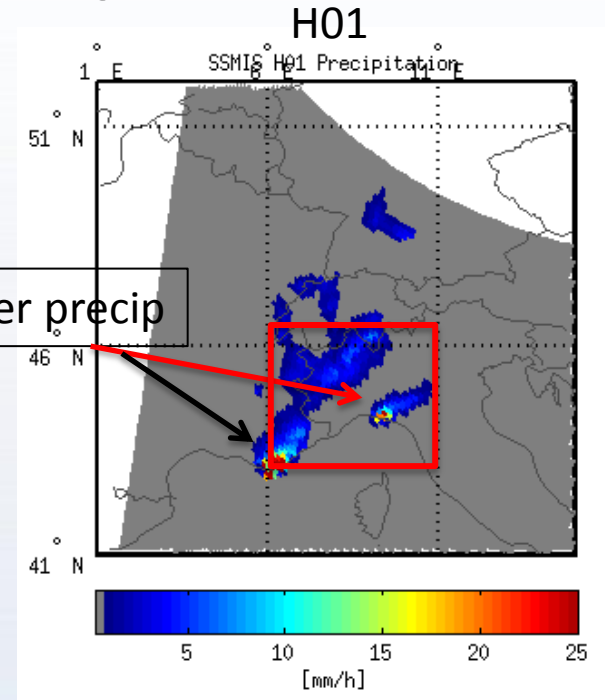 H01
SSMIS H01 Precipitation
1 ° E 6 ° E 11 ° E
51 ° N
er precip
46 ° N
41 ° N
5 10 15 20 25
[mm/h]